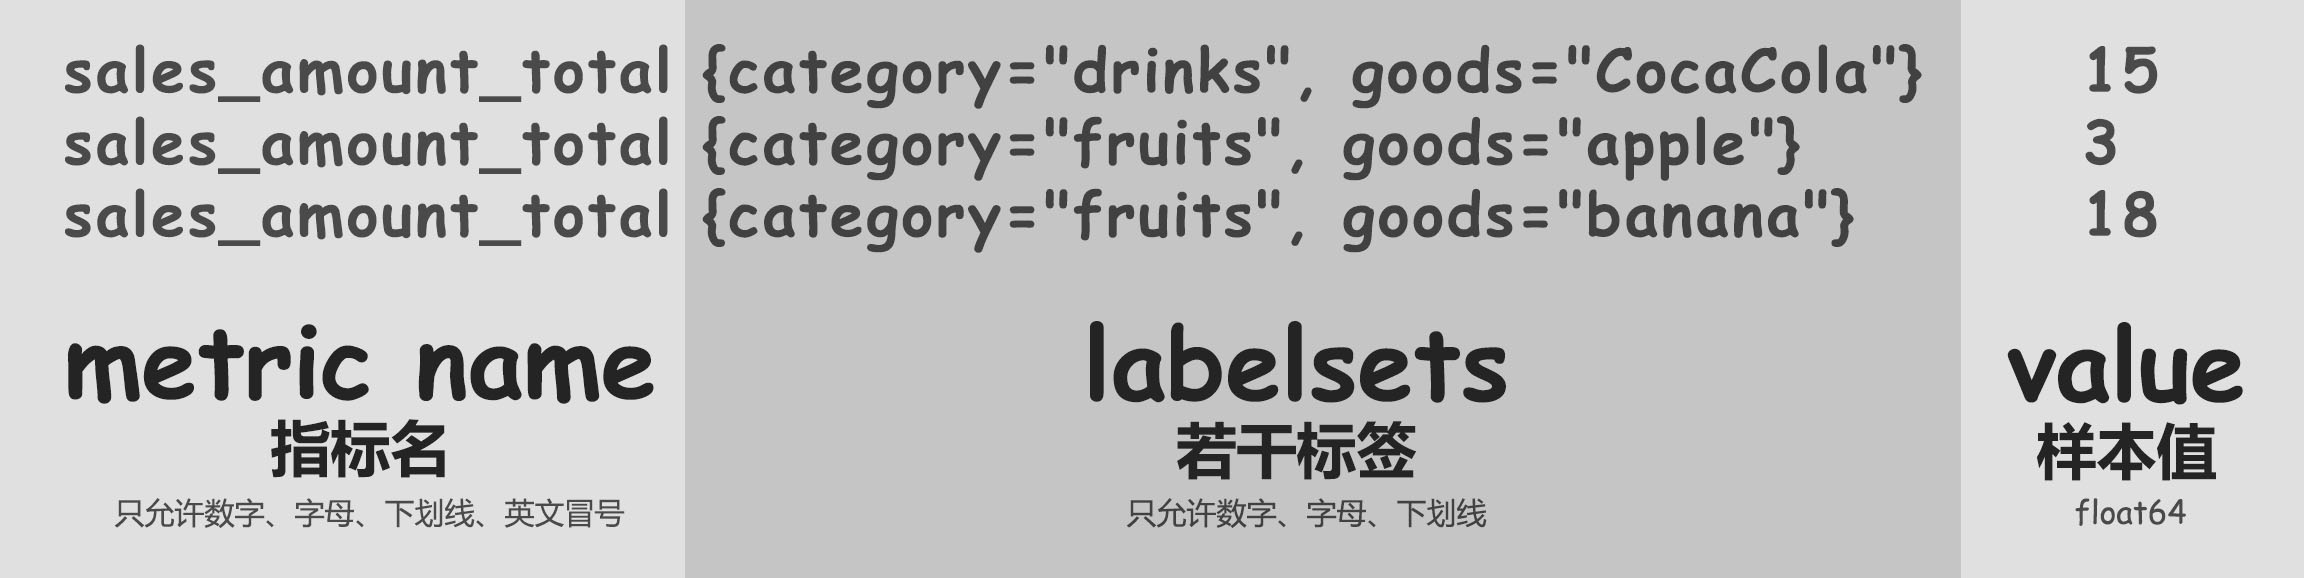 sales_amount_total {category="drinks", goods="CocaCola"} 15
sales_amount_total {category="fruits", goods="apple"} 3
sales_amount_total {category="fruits", goods="banana"} 18
metric name labelsets value
指标名 若干标签 样本值
只允许数字、字母、下划线、英文冒号 只允许数字、字母、下划线 float64